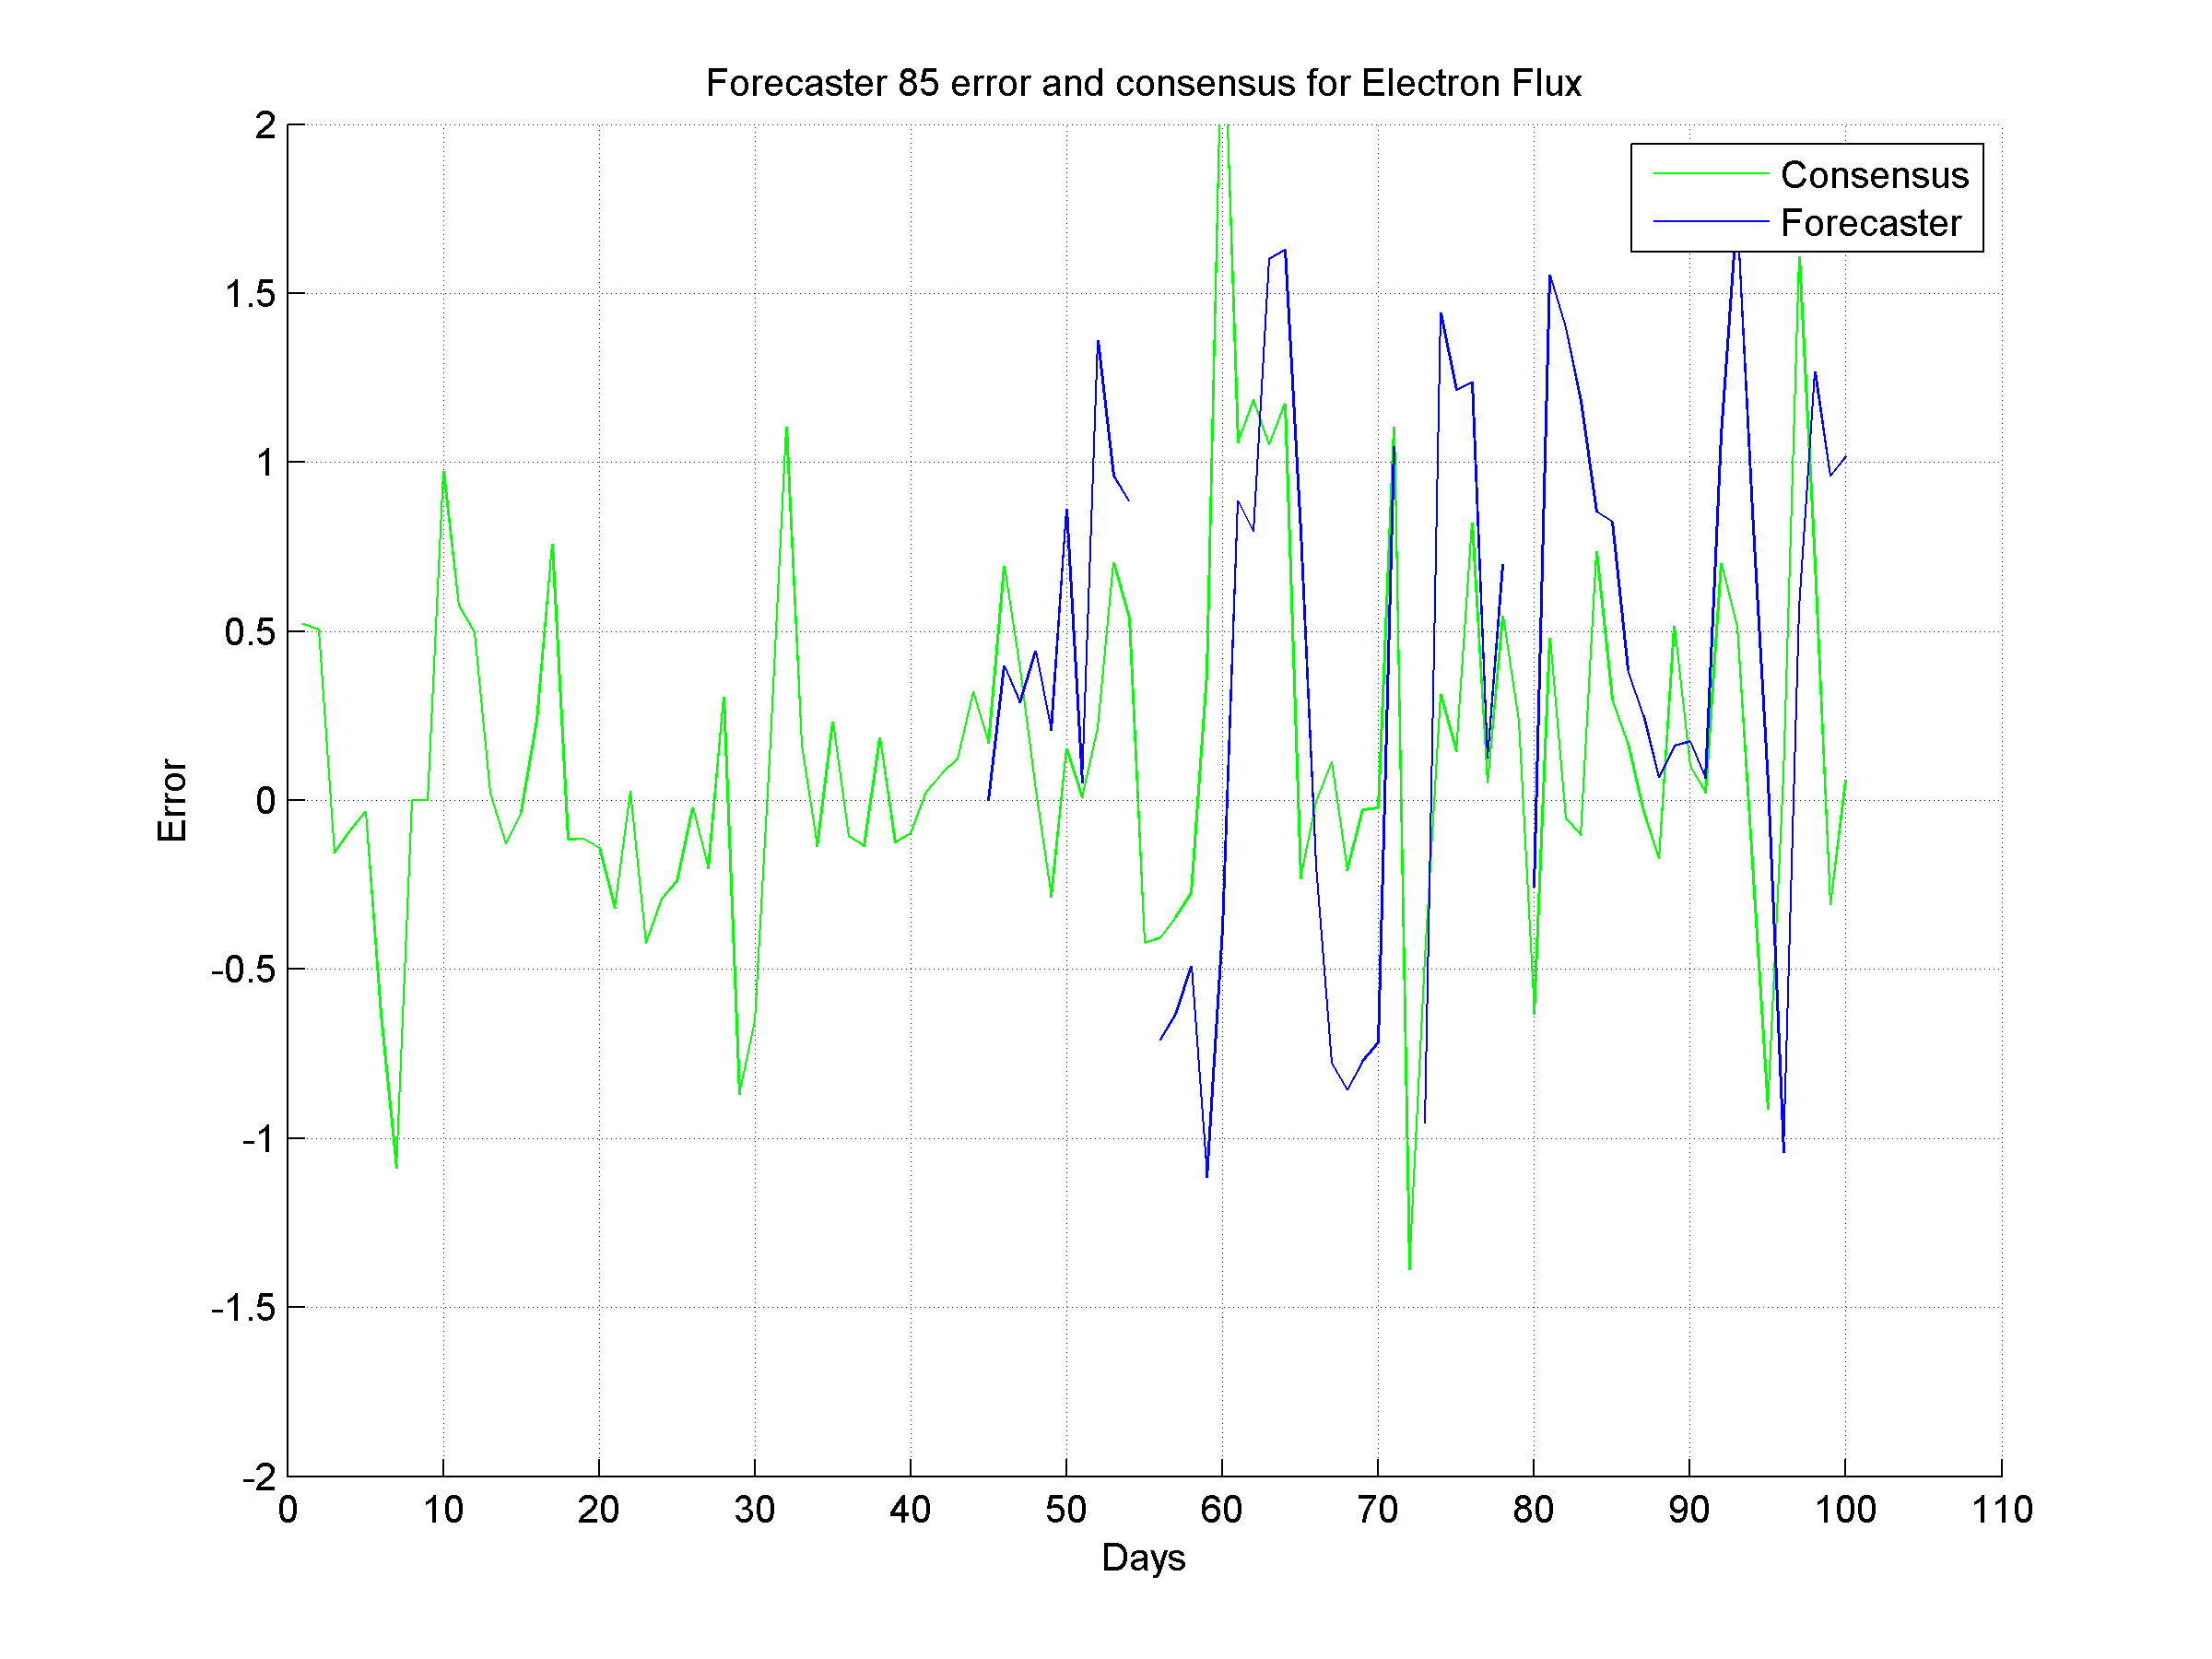 Forecaster 85 error and consensus for Electron Flux
2
1.5
1
0.5
0
-0.5
-1
-1.5
-2
Error
Consensus
Forecaster
0 10 20 30 40 50 60 70 80 90 100 110
Days